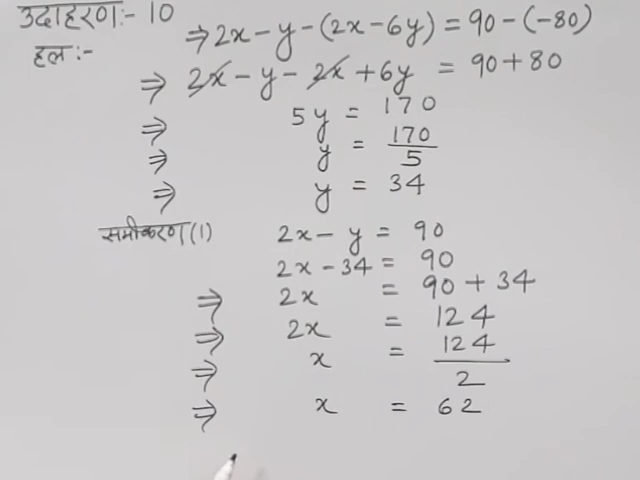 उदाहरण:- 10
हल:-
⇒ 2x - y - (2x - 6y) = 90 - (-80)
⇒ 2x - y - 2x + 6y = 90 + 80
⇒ 5y = 170
⇒ y = 170/5
⇒ y = 34
समीकरण (1) 2x - y = 90
2x - 34 = 90
⇒ 2x = 90 + 34
⇒ 2x = 124
⇒ x = 124/2
⇒ x = 62